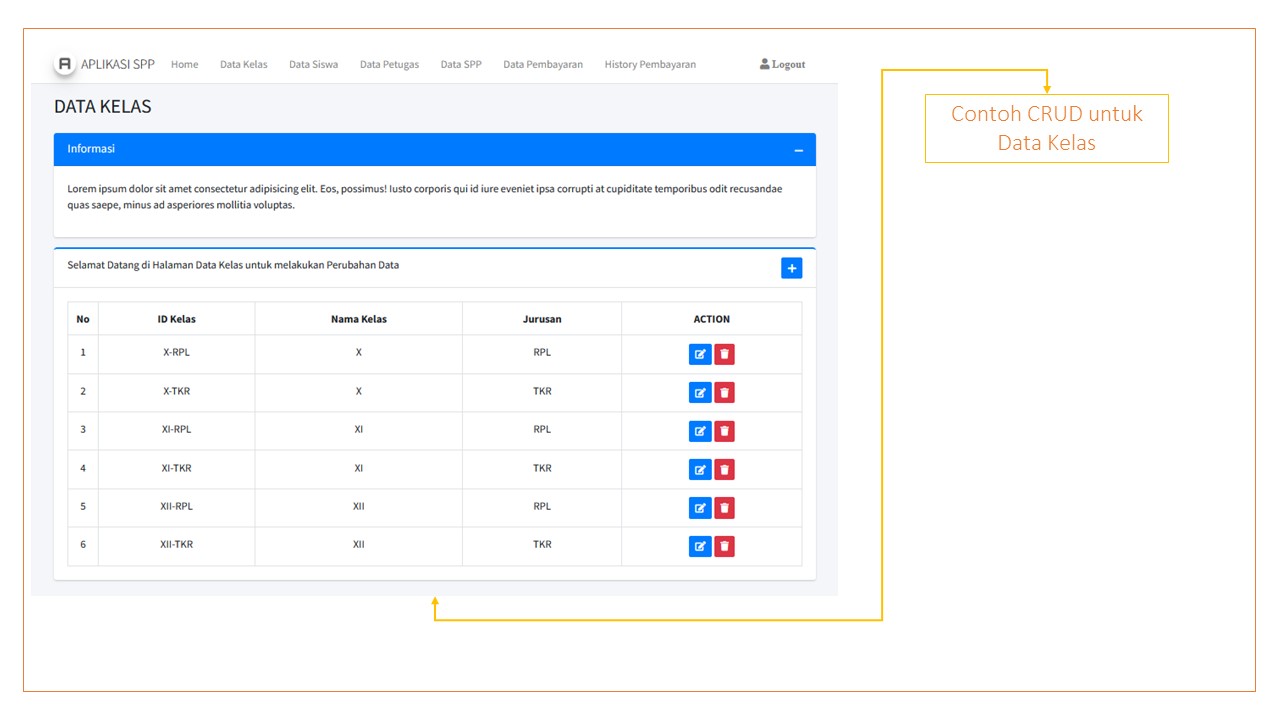 APLIKASI SPP Home Data Kelas Data Siswa Data Petugas Data SPP Data Pembayaran History Pembayaran Logout
DATA KELAS
Informasi
Lorem ipsum dolor sit amet consectetur adipisicing elit. Eos, possimus! Iusto corporis qui id iure eveniet ipsa corrupti at cupiditate temporibus odit recusandae
quas saepe, minus ad asperiores mollitia voluptas.
Selamat Datang di Halaman Data Kelas untuk melakukan Perubahan Data
No ID Kelas Nama Kelas Jurusan ACTION
1 X-RPL X RPL
2 X-TKR X TKR
3 XI-RPL XI RPL
4 XI-TKR XI TKR
5 XII-RPL XII RPL
6 XII-TKR XII TKR
Contoh CRUD untuk
Data Kelas